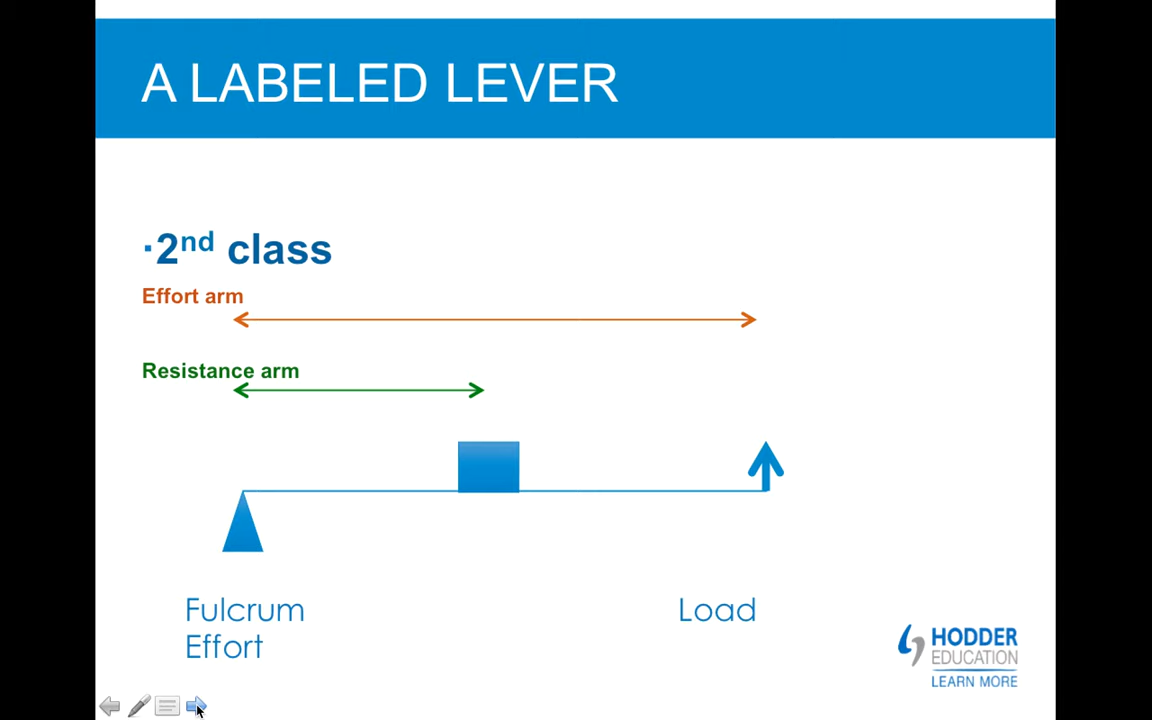 A LABELED LEVER
·2nd class
Effort arm
Resistance arm
Fulcrum Load
Effort
HODDER
EDUCATION
LEARN MORE